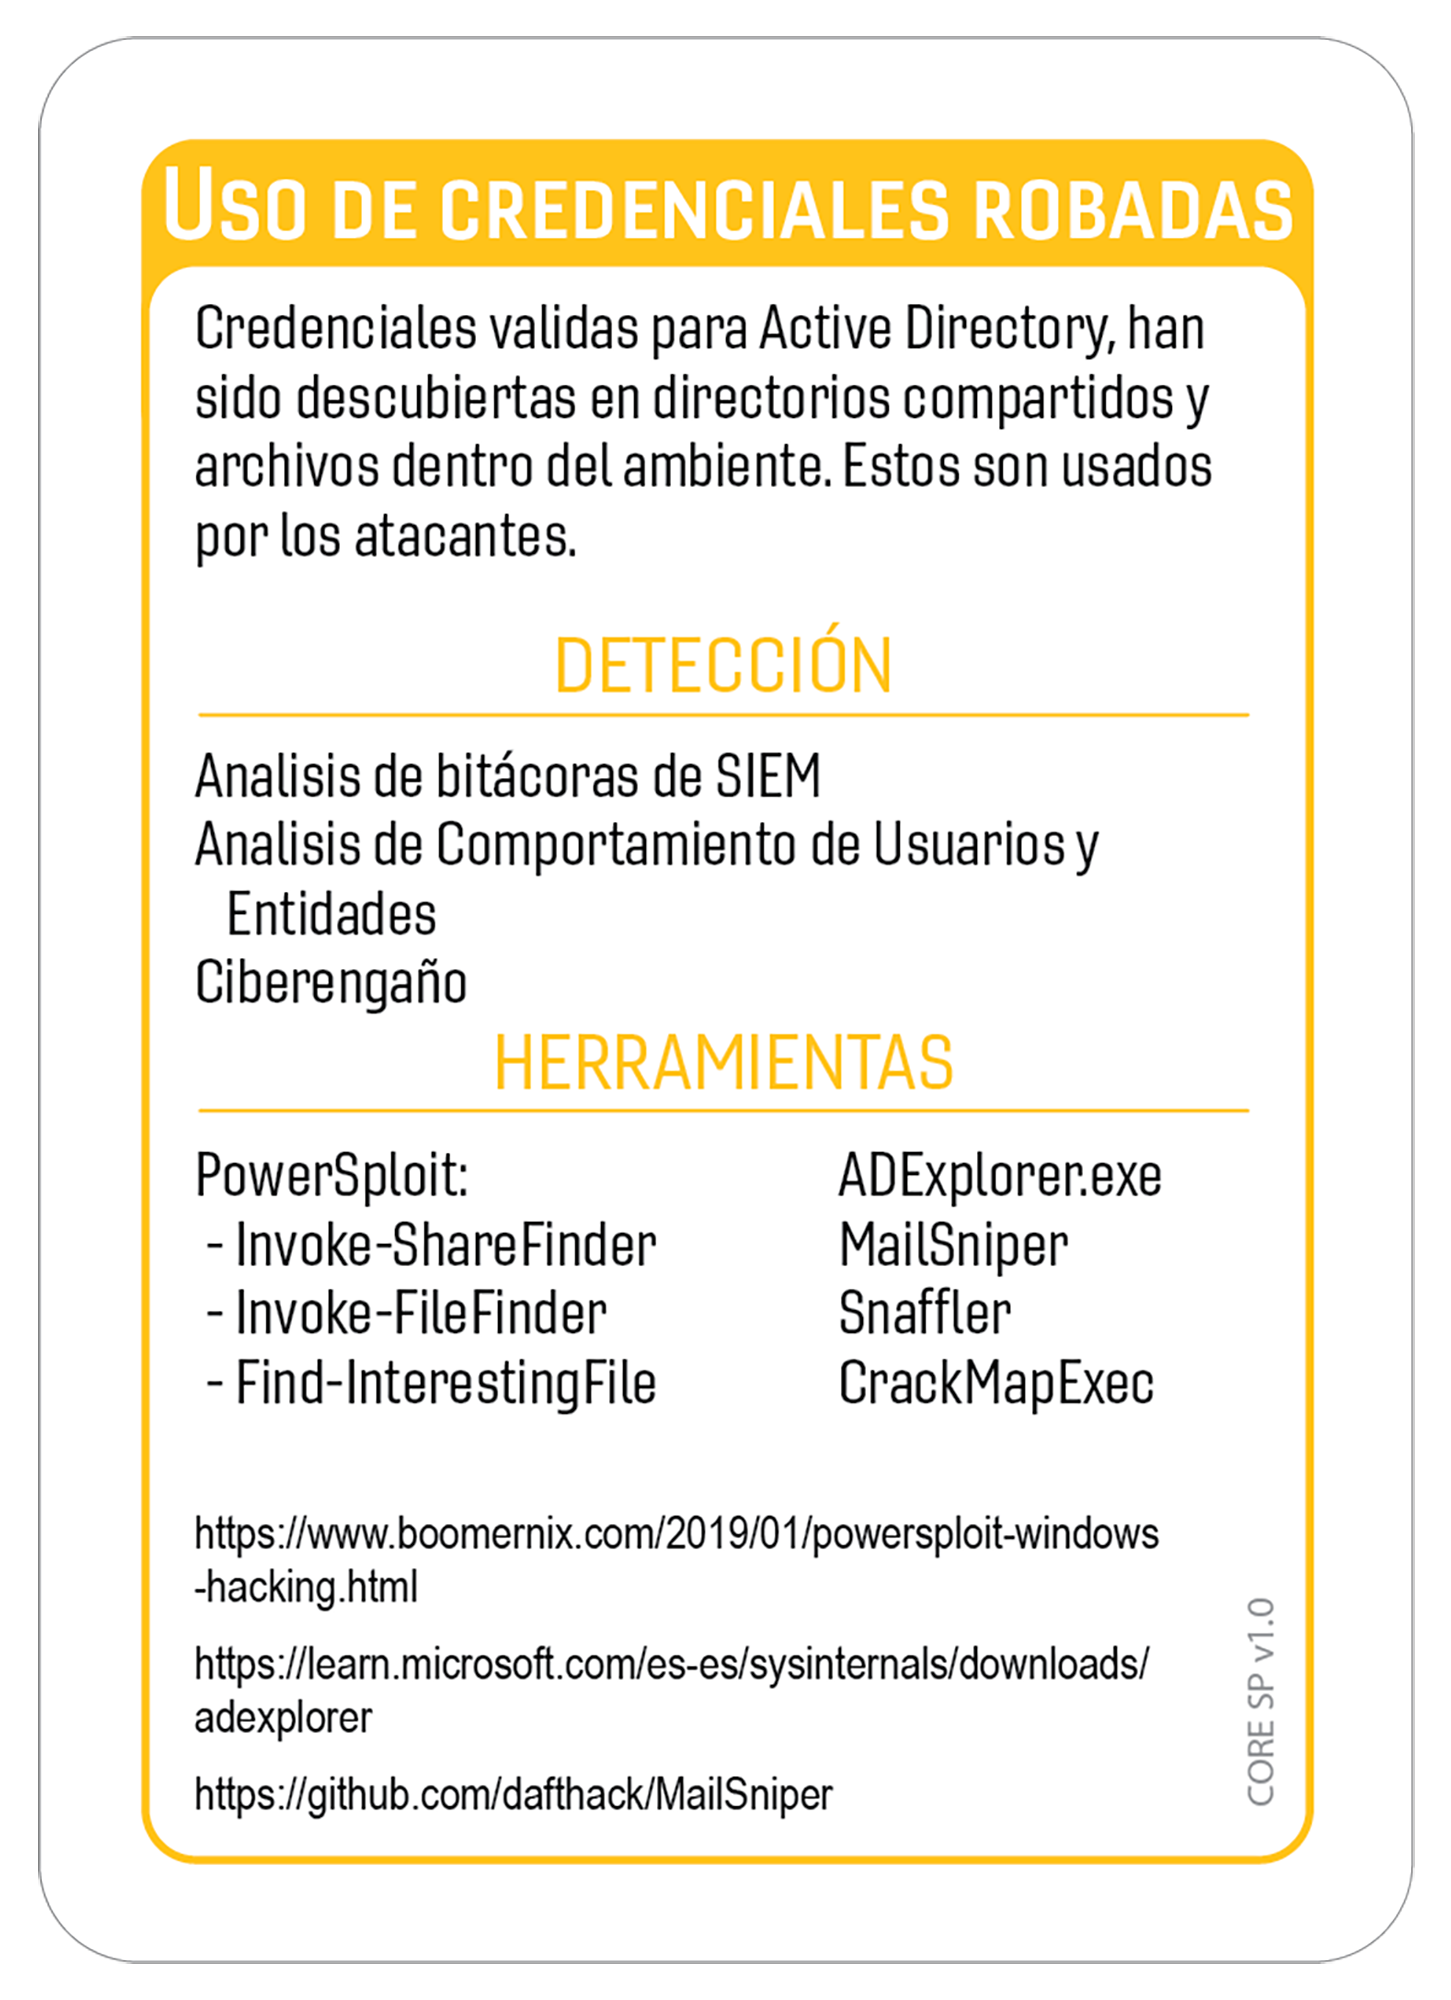 USO DE CREDENCIALES ROBADAS
Credenciales validas para Active Directory, han
sido descubiertas en directorios compartidos y
archivos dentro del ambiente. Estos son usados
por los atacantes.
DETECCIÓN
Analisis de bitácoras de SIEM
Analisis de Comportamiento de Usuarios y
Entidades
Ciberengaño
HERRAMIENTAS
PowerSploit:
- Invoke-ShareFinder
- Invoke-FileFinder
- Find-InterestingFile
ADExplorer.exe
MailSniper
Snaffler
CrackMapExec
https://www.boomernix.com/2019/01/powersploit-windows
-hacking.html
https://learn.microsoft.com/es-es/sysinternals/downloads/
adexplorer
https://github.com/dafthack/MailSniper
CORE SP v1.0